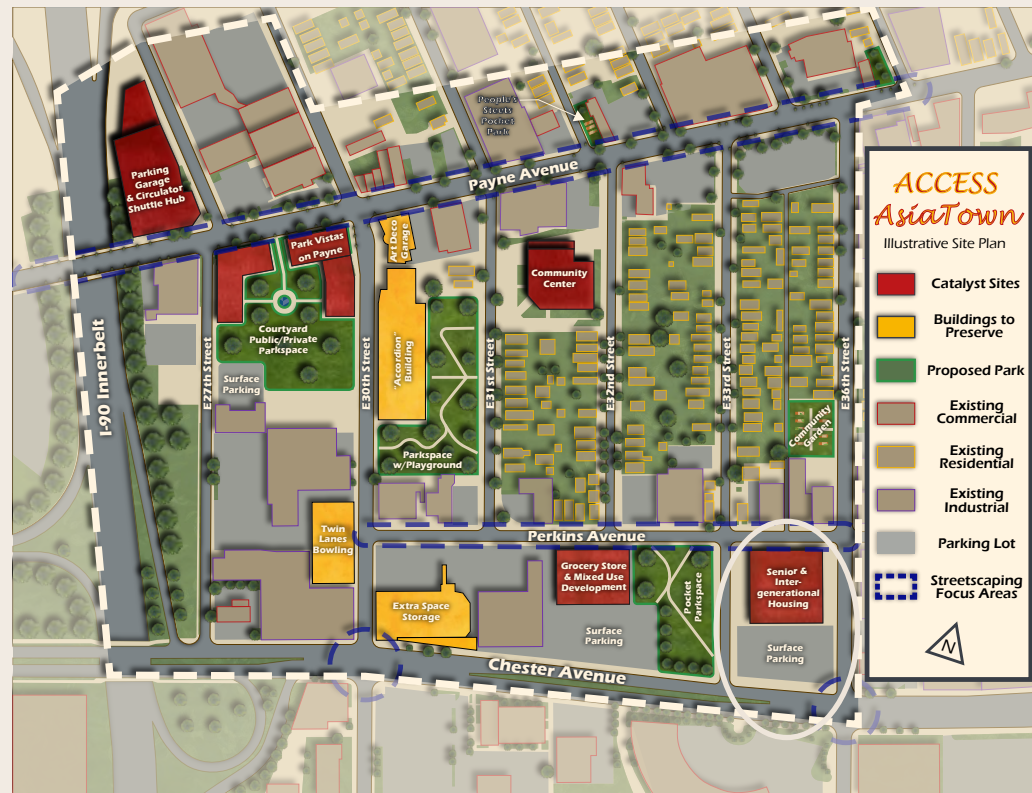 People's
Steets
Pocket
Park
Payne Avenue
Parking
Garage
& Circulator
Shuttle Hub
Park Vistas
on Payne
Art Deco
Garage
Community
Center
Courtyard
Public/Private
Parkspace
"Accordion"
Building
I-90 Innerbelt
E27th Street
E30th Street
E31st Street
E32nd Street
E33rd Street
E36th Street
Surface
Parking
Community
Garden
Parkspace
w/Playground
Twin
Lanes
Bowling
Perkins Avenue
Grocery Store
& Mixed Use
Development
Pocket
Parkspace
Senior &
Inter-
generational
Housing
Extra Space
Storage
Surface
Parking
Surface
Parking
Chester Avenue
ACCESS
AsiaTown
Illustrative Site Plan
Catalyst Sites
Buildings to
Preserve
Proposed Park
Existing
Commercial
Existing
Residential
Existing
Industrial
Parking Lot
Streetscaping
Focus Areas
N